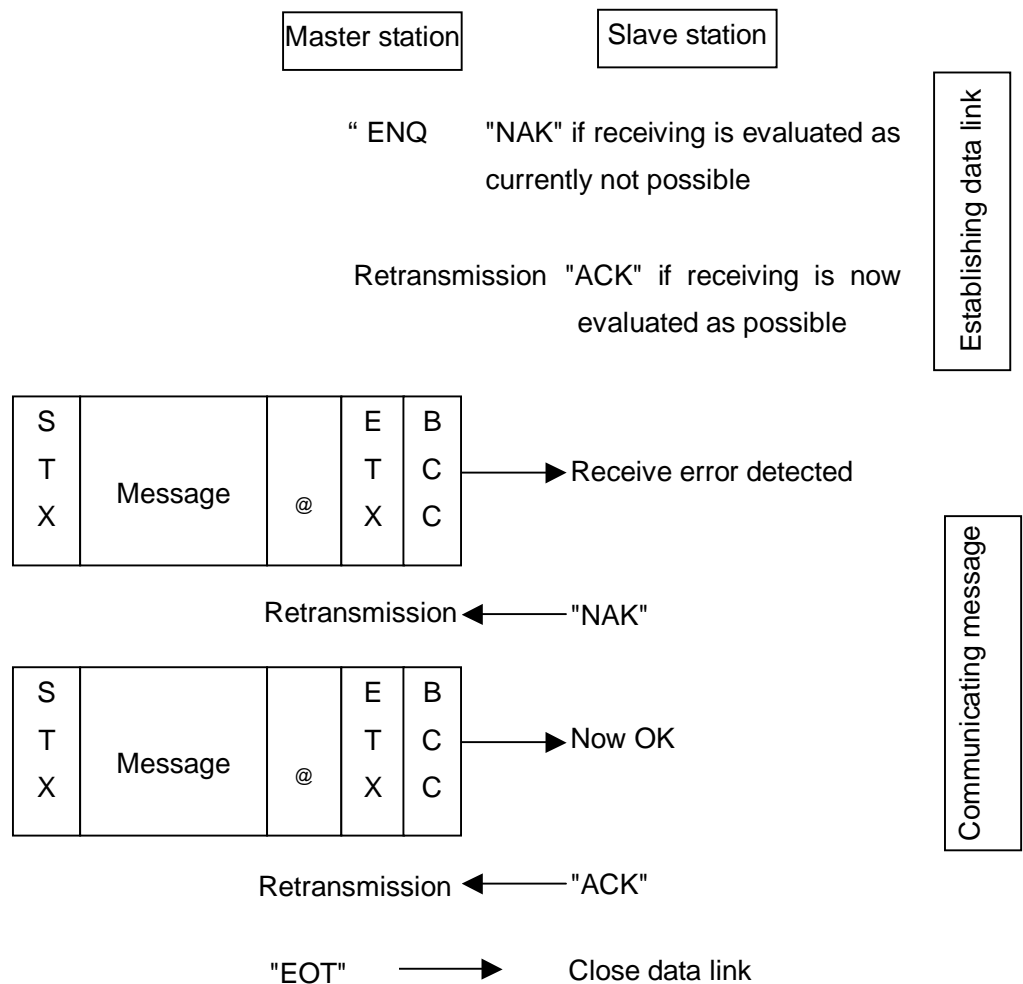 Master station Slave station
“ ENQ "NAK" if receiving is evaluated as
currently not possible
Establishing data link
Retransmission "ACK" if receiving is now
evaluated as possible
S E B
T T C Receive error detected
Message @
X X C
Retransmission "NAK"
Communicating message
S E B
T T C Now OK
Message @
X X C
Retransmission "ACK"
"EOT" Close data link